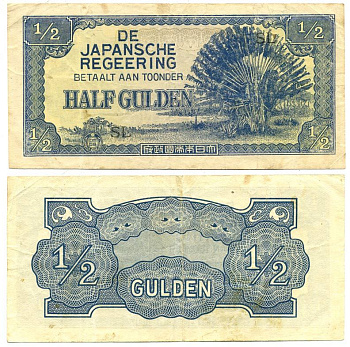 1/2
DE
JAPANSCHE
REGEERING
BETAALT AAN TOONDER
HALF GULDEN
SL
SL
1/2
1/2
府政國帝本日大
1/2
1/2
GULDEN